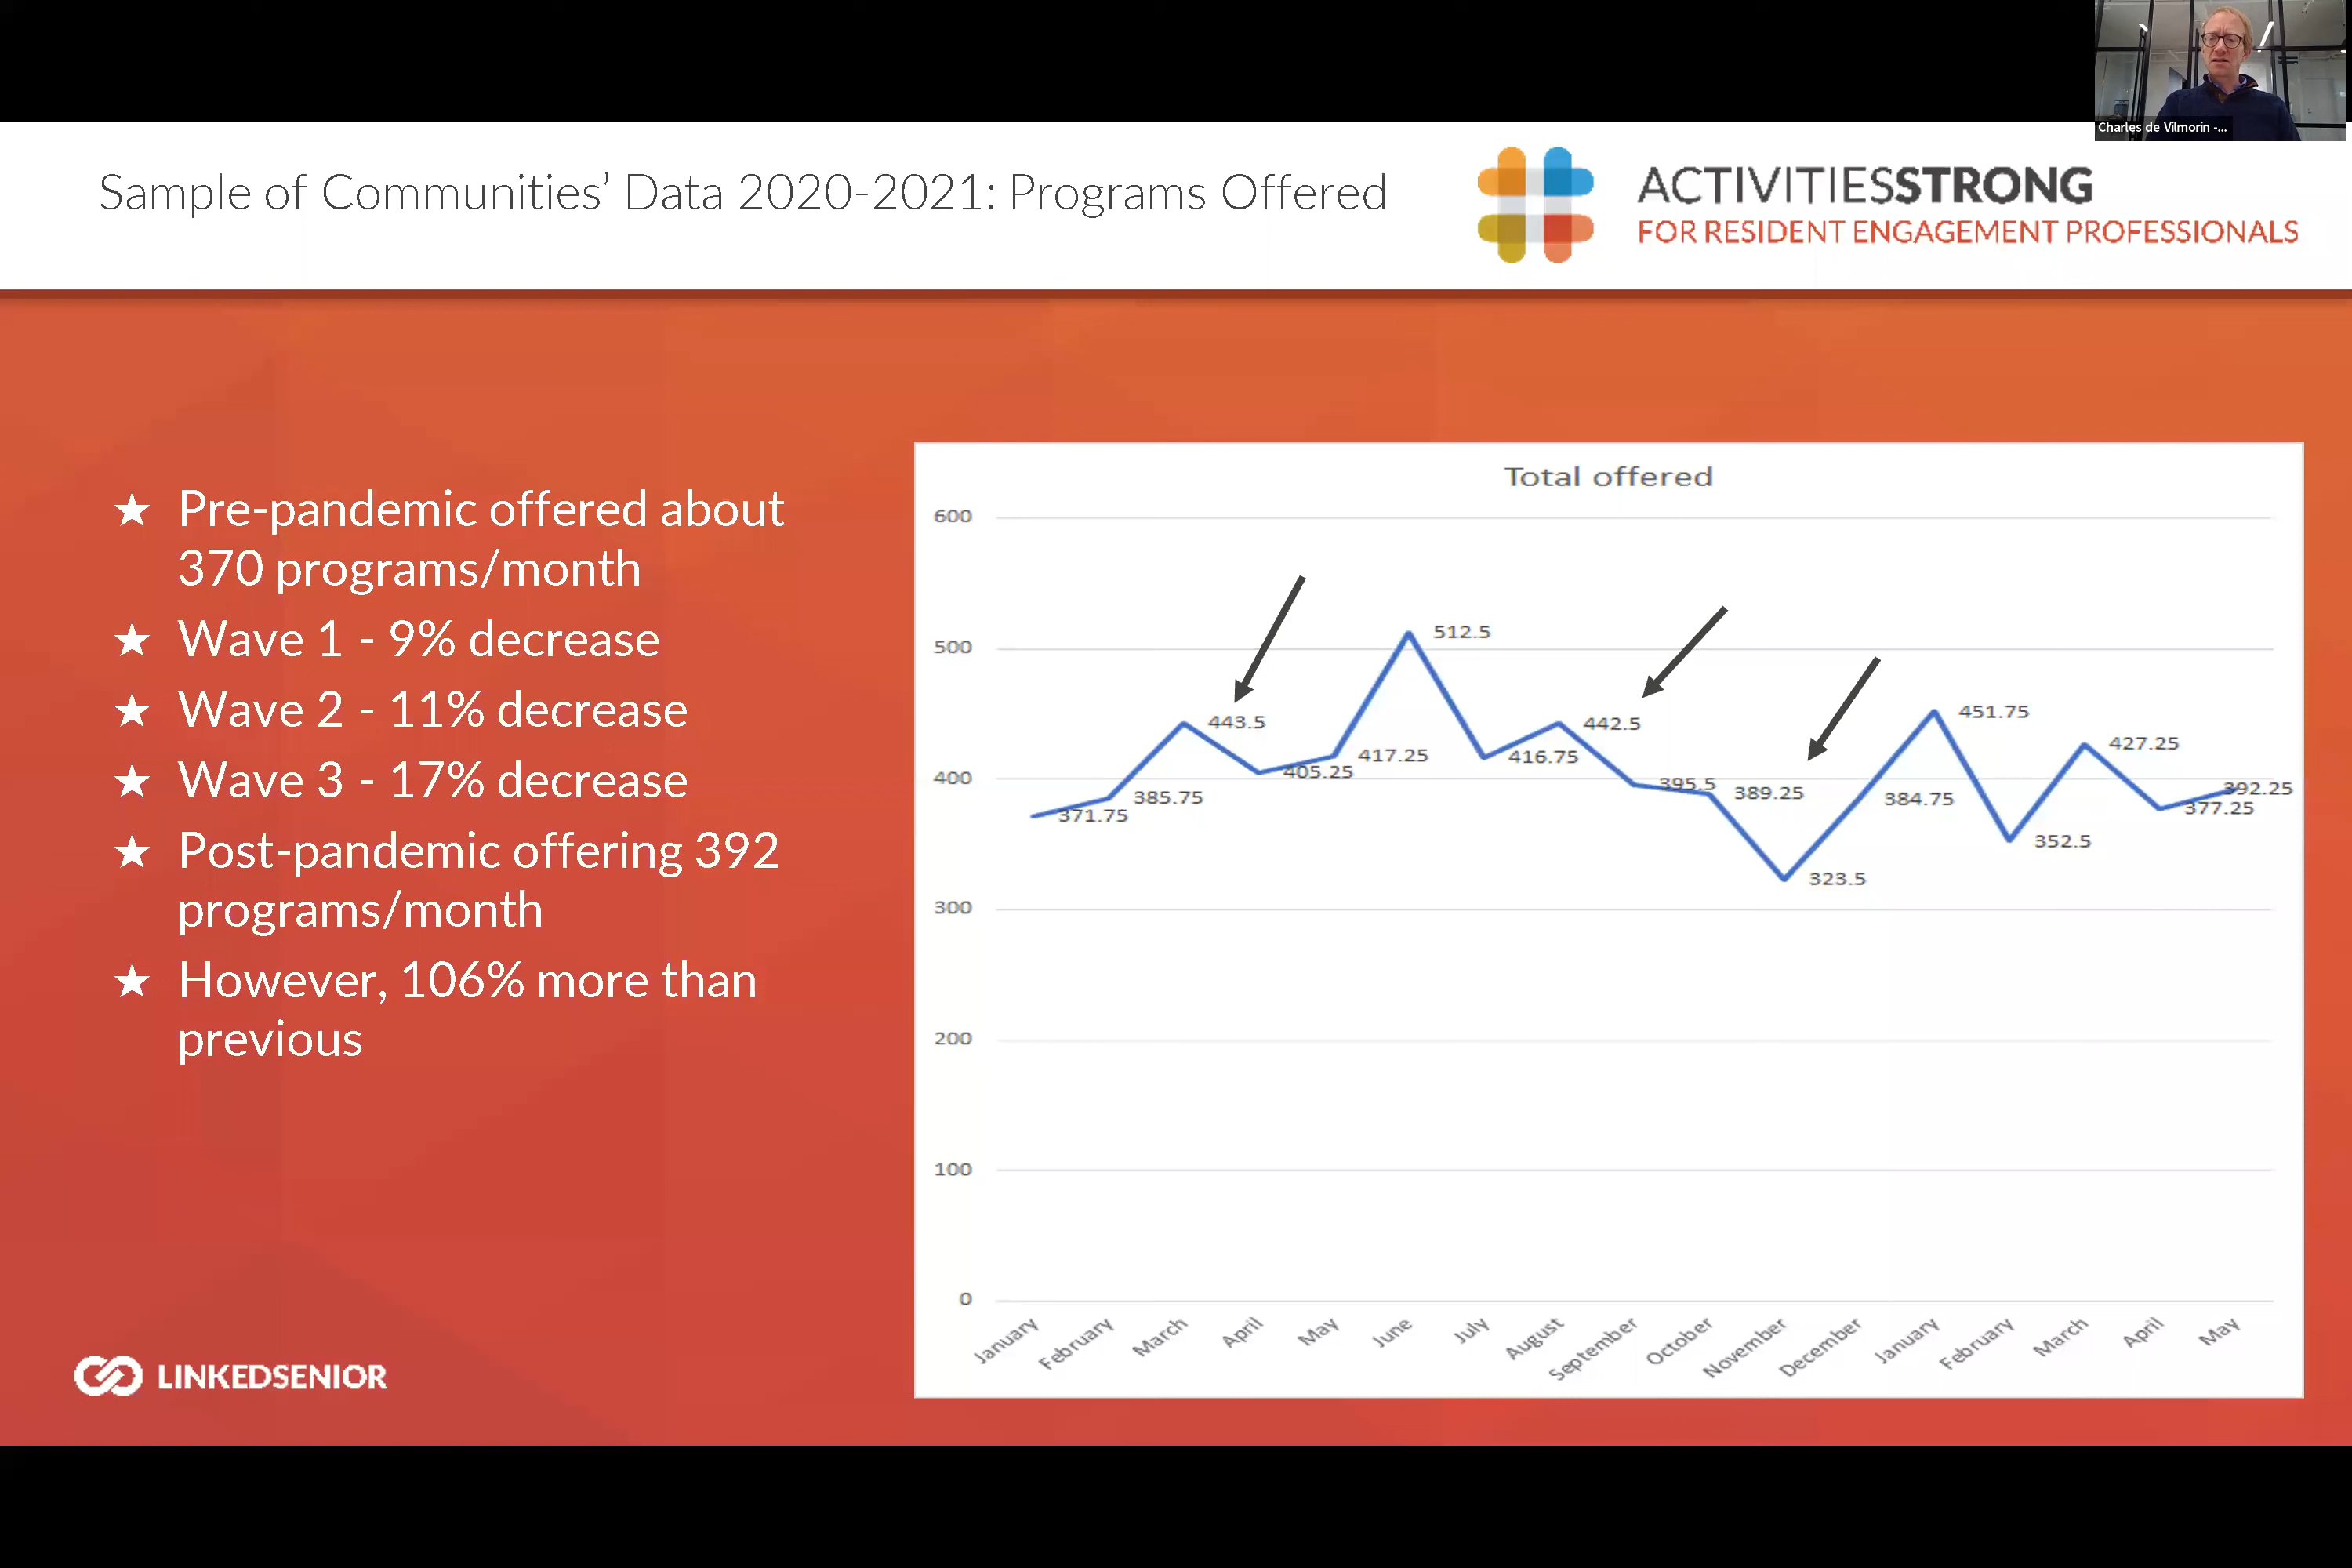 Charles de Vilmorin -...
Sample of Communities’ Data 2020-2021: Programs Offered
ACTIVITIESSTRONG
FOR RESIDENT ENGAGEMENT PROFESSIONALS
★ Pre-pandemic offered about
370 programs/month
★ Wave 1 - 9% decrease
★ Wave 2 - 11% decrease
★ Wave 3 - 17% decrease
★ Post-pandemic offering 392
programs/month
★ However, 106% more than
previous
LINKEDSENIOR
Total offered
600
500
400
300
200
100
0
371.75
385.75
443.5
405.25
417.25
512.5
416.75
442.5
395.5
389.25
323.5
384.75
451.75
352.5
427.25
377.25
392.25
January
February
March
April
May
June
July
August
September
October
November
December
January
February
March
April
May